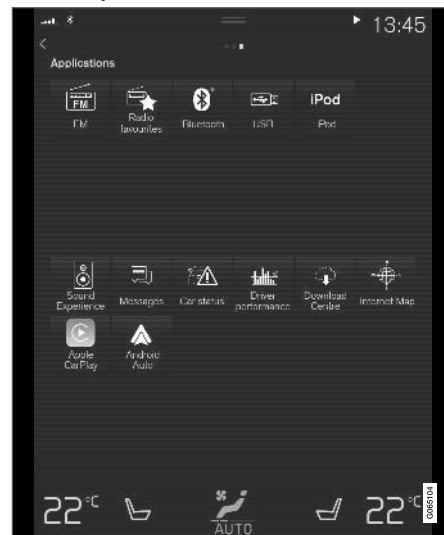 13:45
Applications
FM
iPod
FM
Radio
favourites
Bluetooth
USB
iPod
Sound
Experience
Messages
Car status
Driver
performance
Download
Centre
Internet Map
Apple
CarPlay
Android
Auto
22°C
22°C
AUTO
G065104